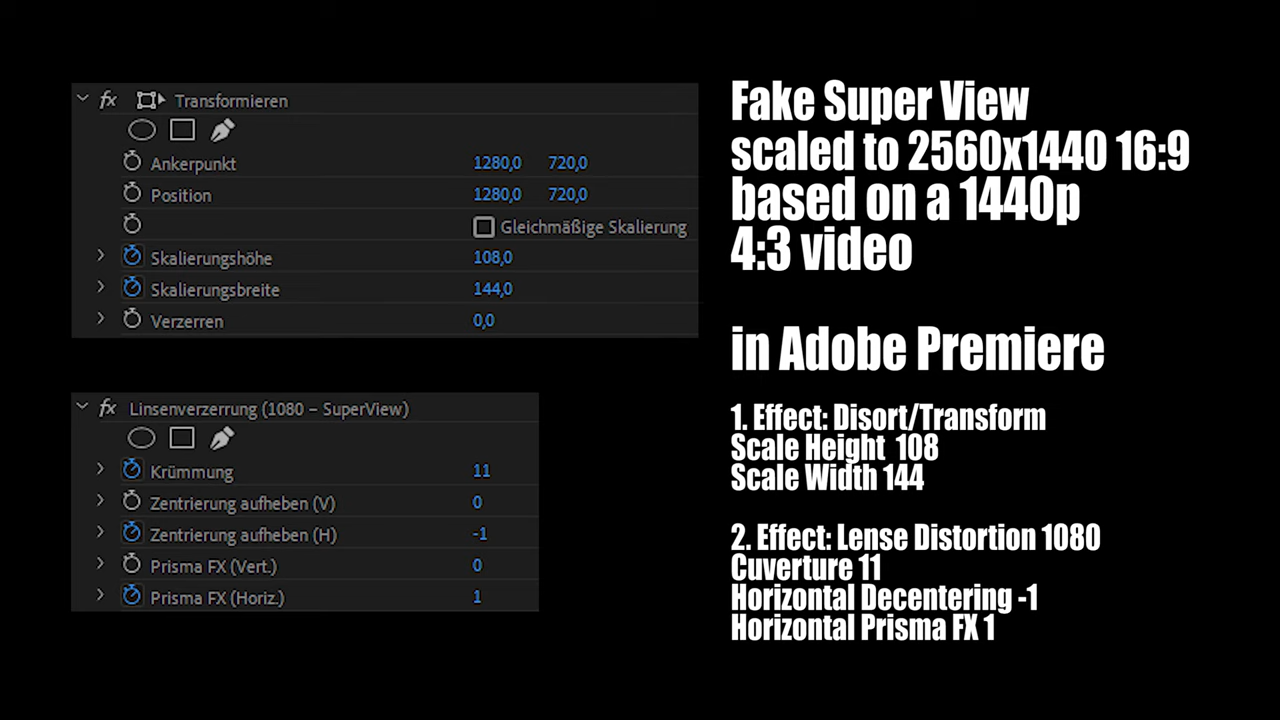 fx Transformieren
Ankerpunkt 1280,0 720,0
Position 1280,0 720,0
Gleichmäßige Skalierung
Skalierungshöhe 108,0
Skalierungsbreite 144,0
Verzerren 0,0
fx Linsenverzerrung (1080 – SuperView)
Krümmung 11
Zentrierung aufheben (V) 0
Zentrierung aufheben (H) -1
Prisma FX (Vert.) 0
Prisma FX (Horiz.) 1
Fake Super View
scaled to 2560x1440 16:9
based on a 1440p
4:3 video
in Adobe Premiere
1. Effect: Disort/Transform
Scale Height 108
Scale Width 144
2. Effect: Lense Distortion 1080
Cuverture 11
Horizontal Decentering -1
Horizontal Prisma FX 1